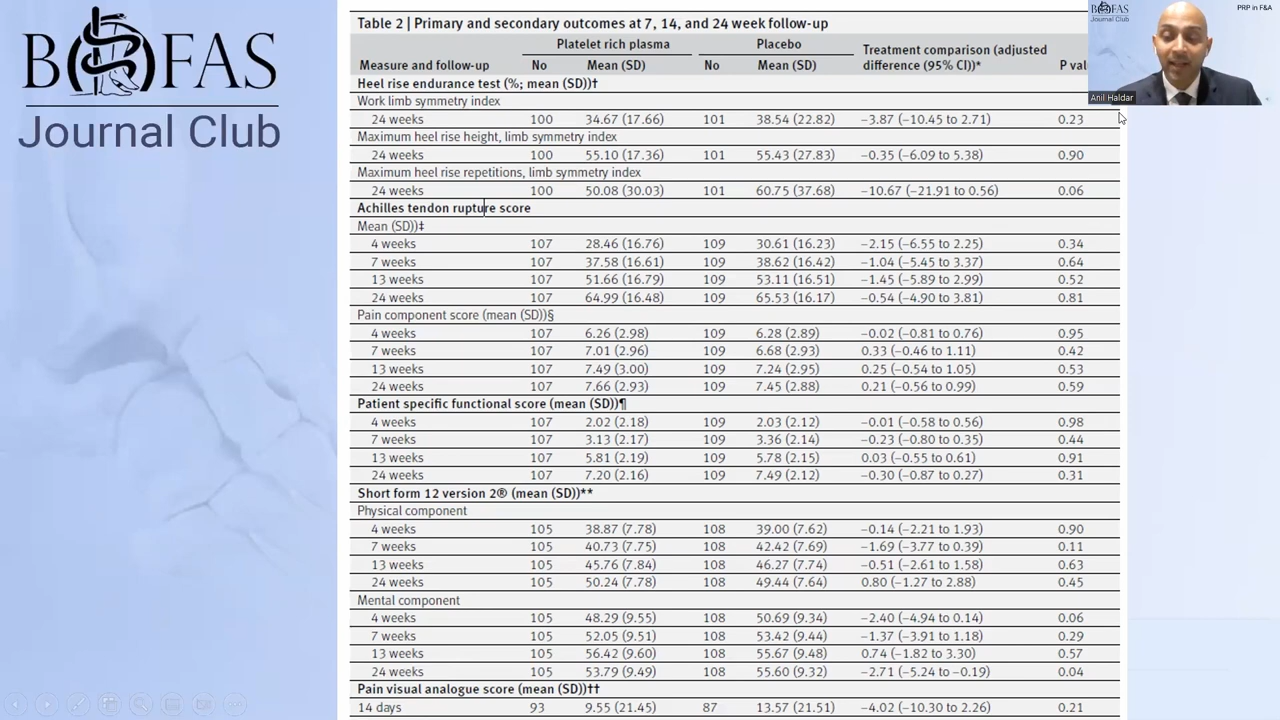 BOFAS
Journal Club
Table 2 | Primary and secondary outcomes at 7, 14, and 24 week follow-up
Platelet rich plasma Placebo Treatment comparison (adjusted
Measure and follow-up No Mean (SD) No Mean (SD) difference (95% CI))* P val
Heel rise endurance test (%; mean (SD))†
Work limb symmetry index
24 weeks 100 34.67 (17.66) 101 38.54 (22.82) −3.87 (−10.45 to 2.71) 0.23
Maximum heel rise height, limb symmetry index
24 weeks 100 55.10 (17.36) 101 55.43 (27.83) −0.35 (−6.09 to 5.38) 0.90
Maximum heel rise repetitions, limb symmetry index
24 weeks 100 50.08 (30.03) 101 60.75 (37.68) −10.67 (−21.91 to 0.56) 0.06
Achilles tendon rupture score
Mean (SD))‡
4 weeks 107 28.46 (16.76) 109 30.61 (16.23) −2.15 (−6.55 to 2.25) 0.34
7 weeks 107 37.58 (16.61) 109 38.62 (16.42) −1.04 (−5.45 to 3.37) 0.64
13 weeks 107 51.66 (16.79) 109 53.11 (16.51) −1.45 (−5.89 to 2.99) 0.52
24 weeks 107 64.99 (16.48) 109 65.53 (16.17) −0.54 (−4.90 to 3.81) 0.81
Pain component score (mean (SD))§
4 weeks 107 6.26 (2.98) 109 6.28 (2.89) −0.02 (−0.81 to 0.76) 0.95
7 weeks 107 7.01 (2.96) 109 6.68 (2.93) 0.33 (−0.46 to 1.11) 0.42
13 weeks 107 7.49 (3.00) 109 7.24 (2.95) 0.25 (−0.54 to 1.05) 0.53
24 weeks 107 7.66 (2.93) 109 7.45 (2.88) 0.21 (−0.56 to 0.99) 0.59
Patient specific functional score (mean (SD))¶
4 weeks 107 2.02 (2.18) 109 2.03 (2.12) −0.01 (−0.58 to 0.56) 0.98
7 weeks 107 3.13 (2.17) 109 3.36 (2.14) −0.23 (−0.80 to 0.35) 0.44
13 weeks 107 5.81 (2.19) 109 5.78 (2.15) 0.03 (−0.55 to 0.61) 0.91
24 weeks 107 7.20 (2.16) 109 7.49 (2.12) −0.30 (−0.87 to 0.27) 0.31
Short form 12 version 2® (mean (SD))**
Physical component
4 weeks 105 38.87 (7.78) 108 39.00 (7.62) −0.14 (−2.21 to 1.93) 0.90
7 weeks 105 40.73 (7.75) 108 42.42 (7.69) −1.69 (−3.77 to 0.39) 0.11
13 weeks 105 45.76 (7.84) 108 46.27 (7.74) −0.51 (−2.61 to 1.58) 0.63
24 weeks 105 50.24 (7.78) 108 49.44 (7.64) 0.80 (−1.27 to 2.88) 0.45
Mental component
4 weeks 105 48.29 (9.55) 108 50.69 (9.34) −2.40 (−4.94 to 0.14) 0.06
7 weeks 105 52.05 (9.51) 108 53.42 (9.44) −1.37 (−3.91 to 1.18) 0.29
13 weeks 105 56.42 (9.60) 108 55.67 (9.48) 0.74 (−1.82 to 3.30) 0.57
24 weeks 105 53.79 (9.49) 108 55.60 (9.32) −2.71 (−5.24 to −0.19) 0.04
Pain visual analogue score (mean (SD))††
14 days 93 9.55 (21.45) 87 13.57 (21.51) −4.02 (−10.30 to 2.26) 0.21
BOFAS
Journal Club
PRP in F&A
Anil Haldar